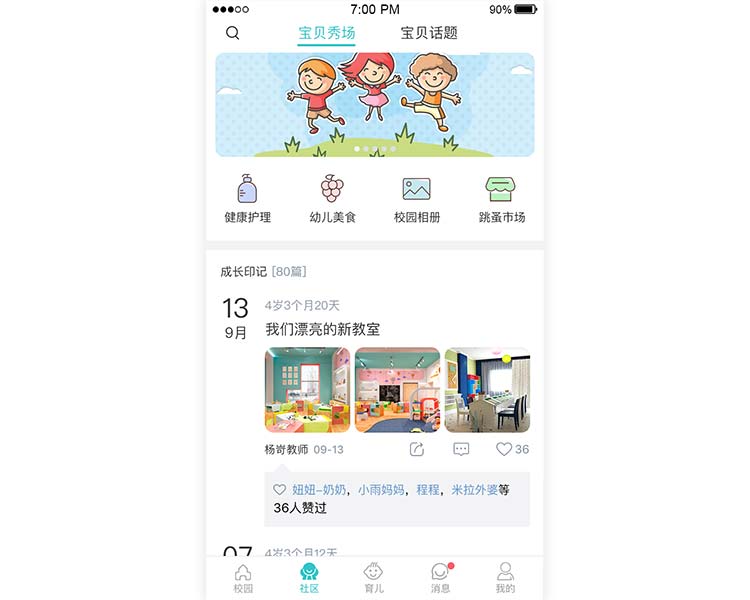 7:00 PM
90%
宝贝秀场
宝贝话题
健康护理
幼儿美食
校园相册
跳蚤市场
成长印记 [80篇]
13
9月
4岁3个月20天
我们漂亮的新教室
杨岢教师 09-13
36
妞妞-奶奶，小雨妈妈，程程，米拉外婆等
36人赞过
07
4岁3个月12天
校园
社区
育儿
消息
我的